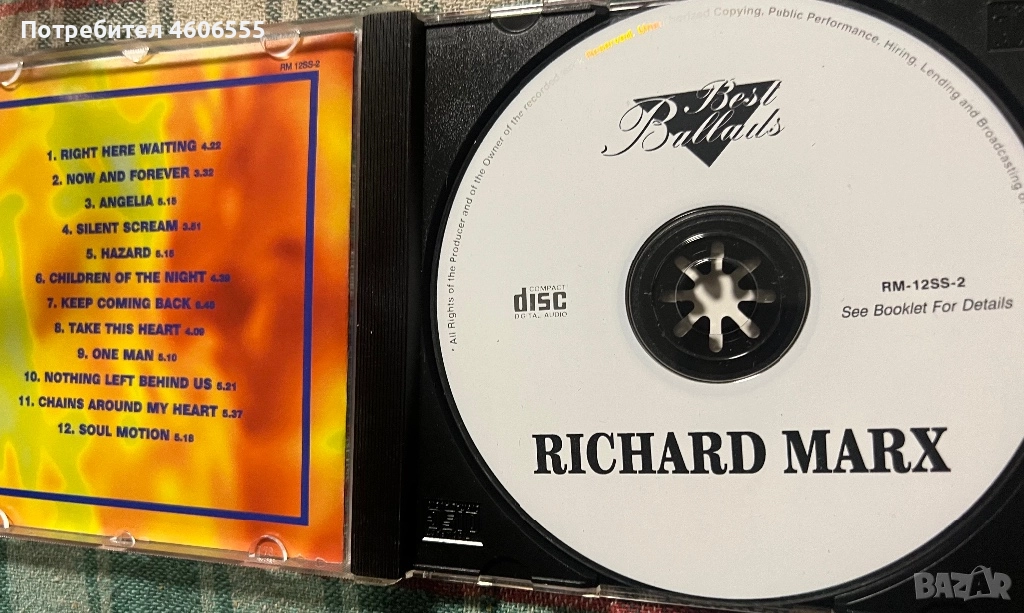 Потребител 4606555
RM 12SS-2
1. RIGHT HERE WAITING 4.22
2. NOW AND FOREVER 3.32
3. ANGELIA 5.15
4. SILENT SCREAM 3.51
5. HAZARD 5.15
6. CHILDREN OF THE NIGHT 4.39
7. KEEP COMING BACK 5.45
8. TAKE THIS HEART 4.09
9. ONE MAN 5.10
10. NOTHING LEFT BEHIND US 5.21
11. CHAINS AROUND MY HEART 5.37
12. SOUL MOTION 5.18
• All Rights of the Producer and of the Owner of the recorded Copying, Public Performance, Hiring, Lending and Broadcasting
Best
Ballads
COMPACT
disc
DIGITAL AUDIO
RM-12SS-2
See Booklet For Details
RICHARD MARX
BAZAR